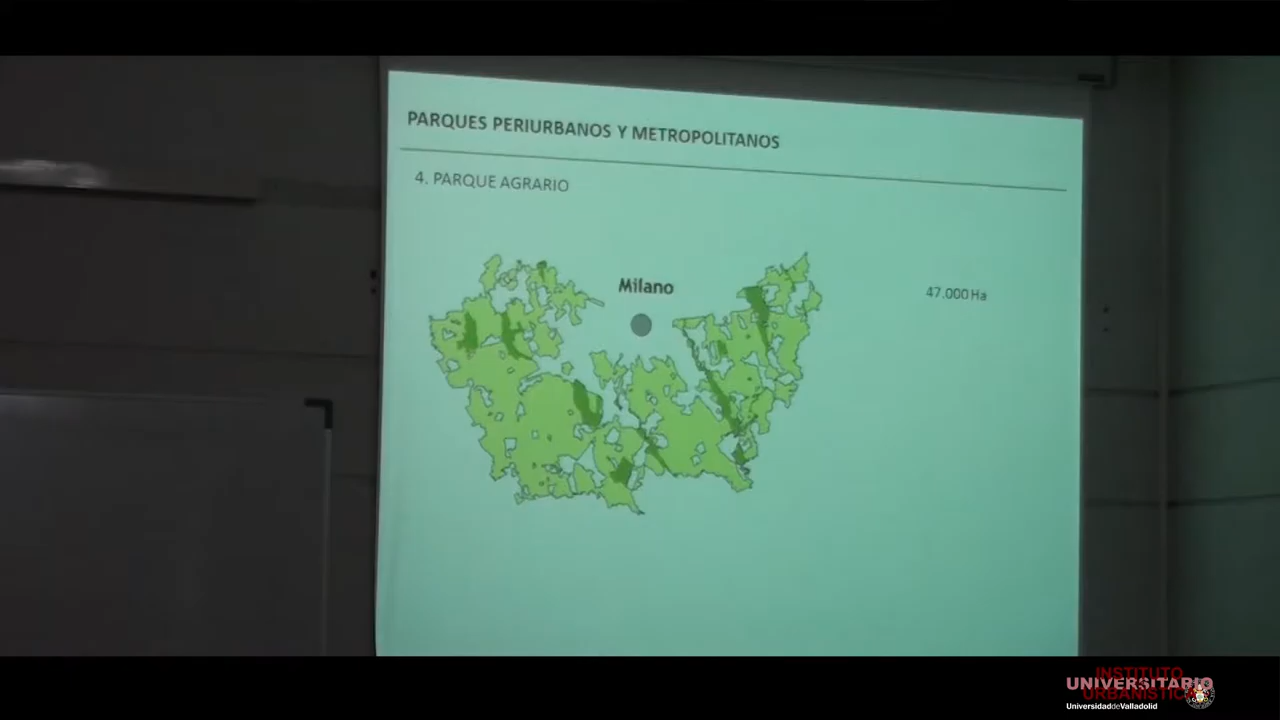 PARQUES PERIURBANOS Y METROPOLITANOS
4. PARQUE AGRARIO
Milano
47.000 Ha
INSTITUTO
UNIVERSITARIO
URBANÍSTICA
UniversidaddeValladolid